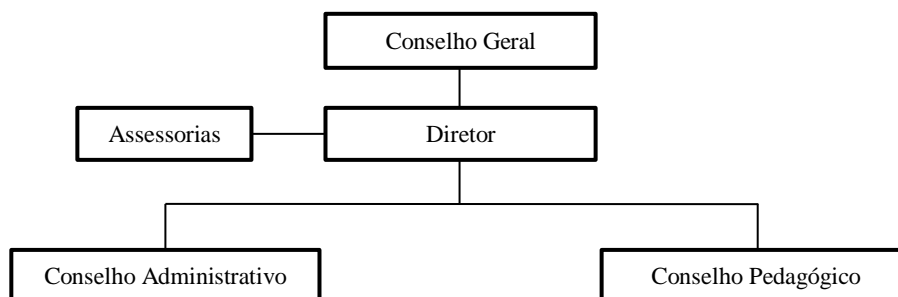 Conselho Geral
Assessorias
Diretor
Conselho Administrativo
Conselho Pedagógico